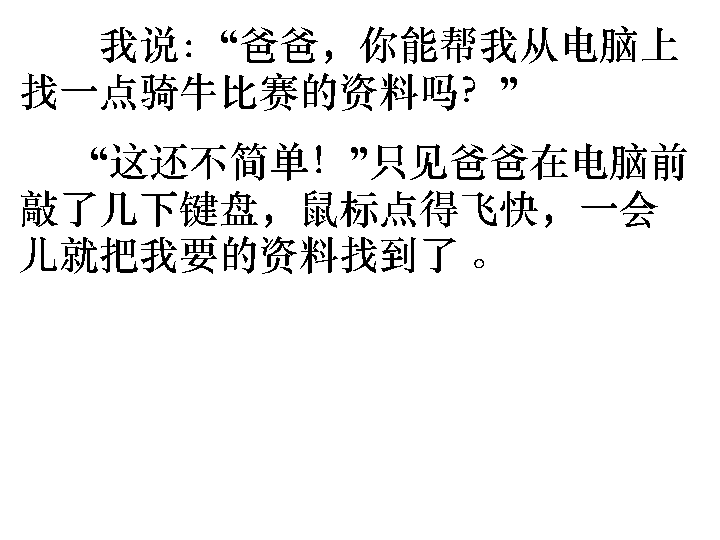 我说：“爸爸，你能帮我从电脑上
找一点骑牛比赛的资料吗？”
“这还不简单！”只见爸爸在电脑前
敲了几下键盘，鼠标点得飞快，一会
儿就把我要的资料找到了 。